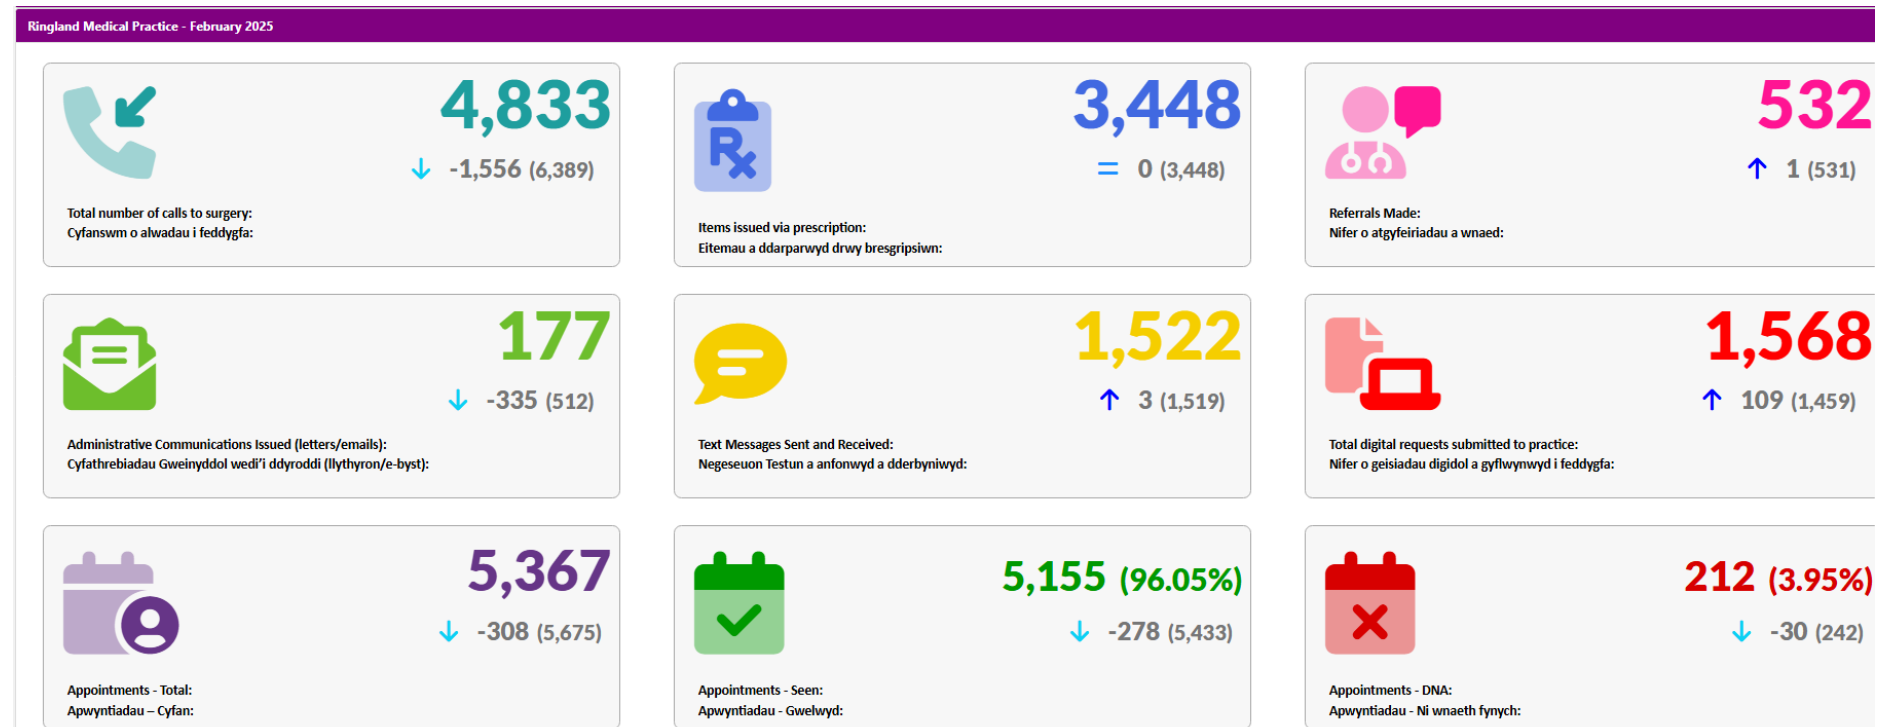 Ringland Medical Practice - February 2025
4,833
-1,556 (6,389)
Total number of calls to surgery:
Cyfanswm o alwadau i feddygfa:
Rx
3,448
= 0 (3,448)
Items issued via prescription:
Eitemau a ddarparwyd drwy bresgripsiwn:
532
1 (531)
Referrals Made:
Nifer o atgyfeiriadau a wnaed:
177
-335 (512)
Administrative Communications Issued (letters/emails):
Cyfathrebiadau Gweinyddol wedi’i ddyroddi (llythyron/e-byst):
1,522
3 (1,519)
Text Messages Sent and Received:
Negeseuon Testun a anfonwyd a dderbyniwyd:
1,568
109 (1,459)
Total digital requests submitted to practice:
Nifer o geisiadau digidol a gyflwynwyd i feddygfa:
5,367
-308 (5,675)
Appointments - Total:
Apwyntiadau – Cyfan:
5,155 (96.05%)
-278 (5,433)
Appointments - Seen:
Apwyntiadau - Gwelwyd:
212 (3.95%)
-30 (242)
Appointments - DNA:
Apwyntiadau - Ni wnaeth fynych: